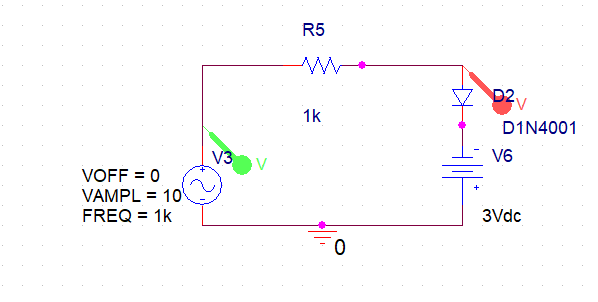 R5
1k
D2
V
D1N4001
V3
V
VOFF = 0
VAMPL = 10
FREQ = 1k
+
-
V6
-
+
3Vdc
0